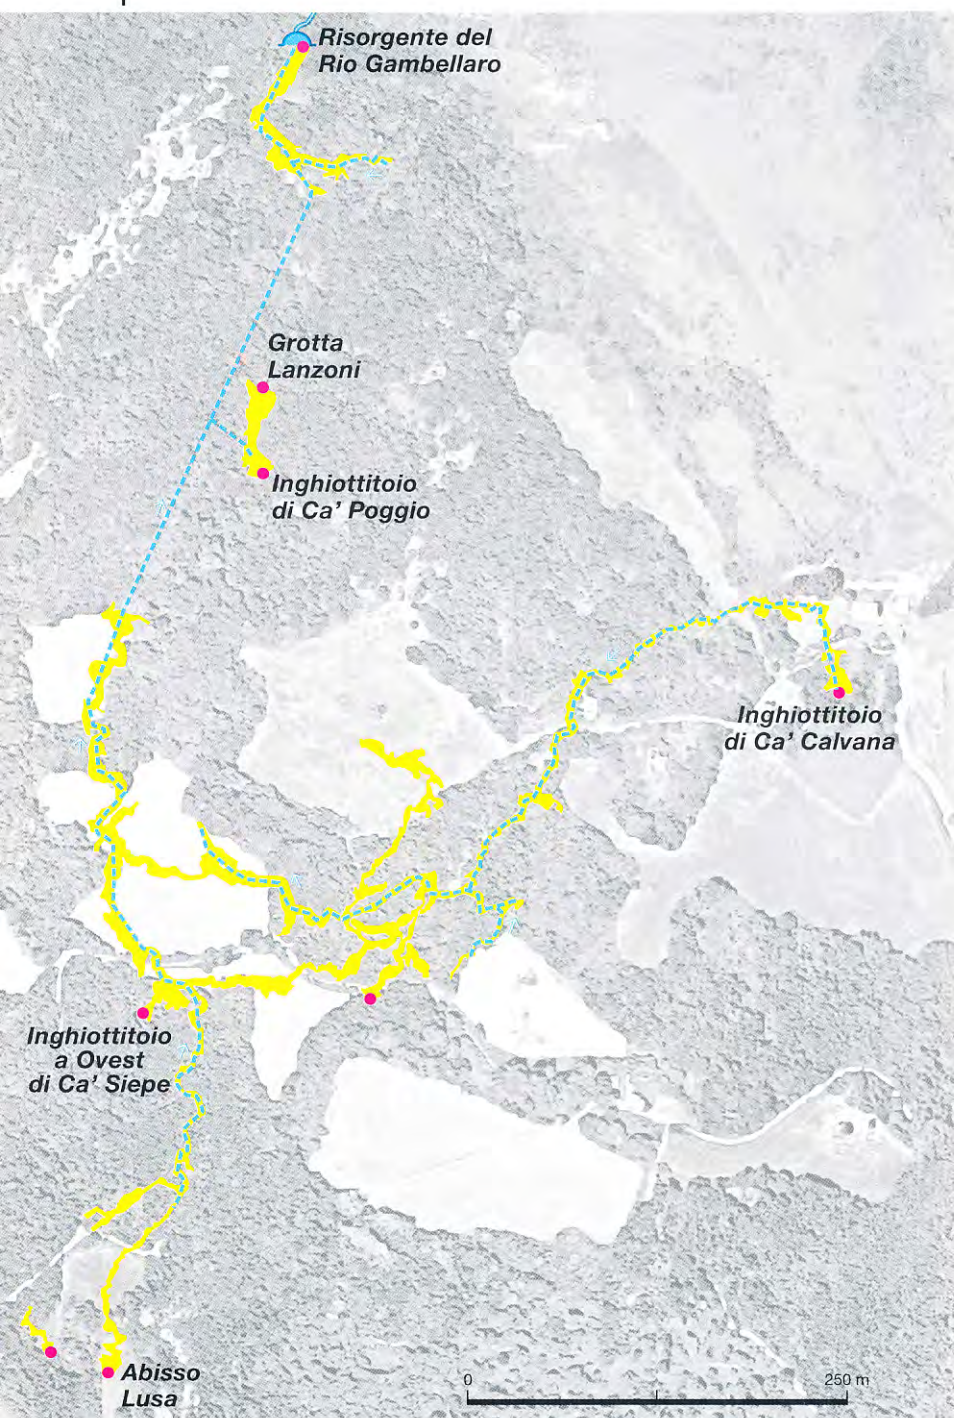 Risorgente del
Rio Gambellaro
Grotta
Lanzoni
Inghiottitoio
di Ca' Poggio
Inghiottitoio
di Ca' Calvana
Inghiottitoio
a Ovest
di Ca' Siepe
Abisso
Lusa
0 250 m